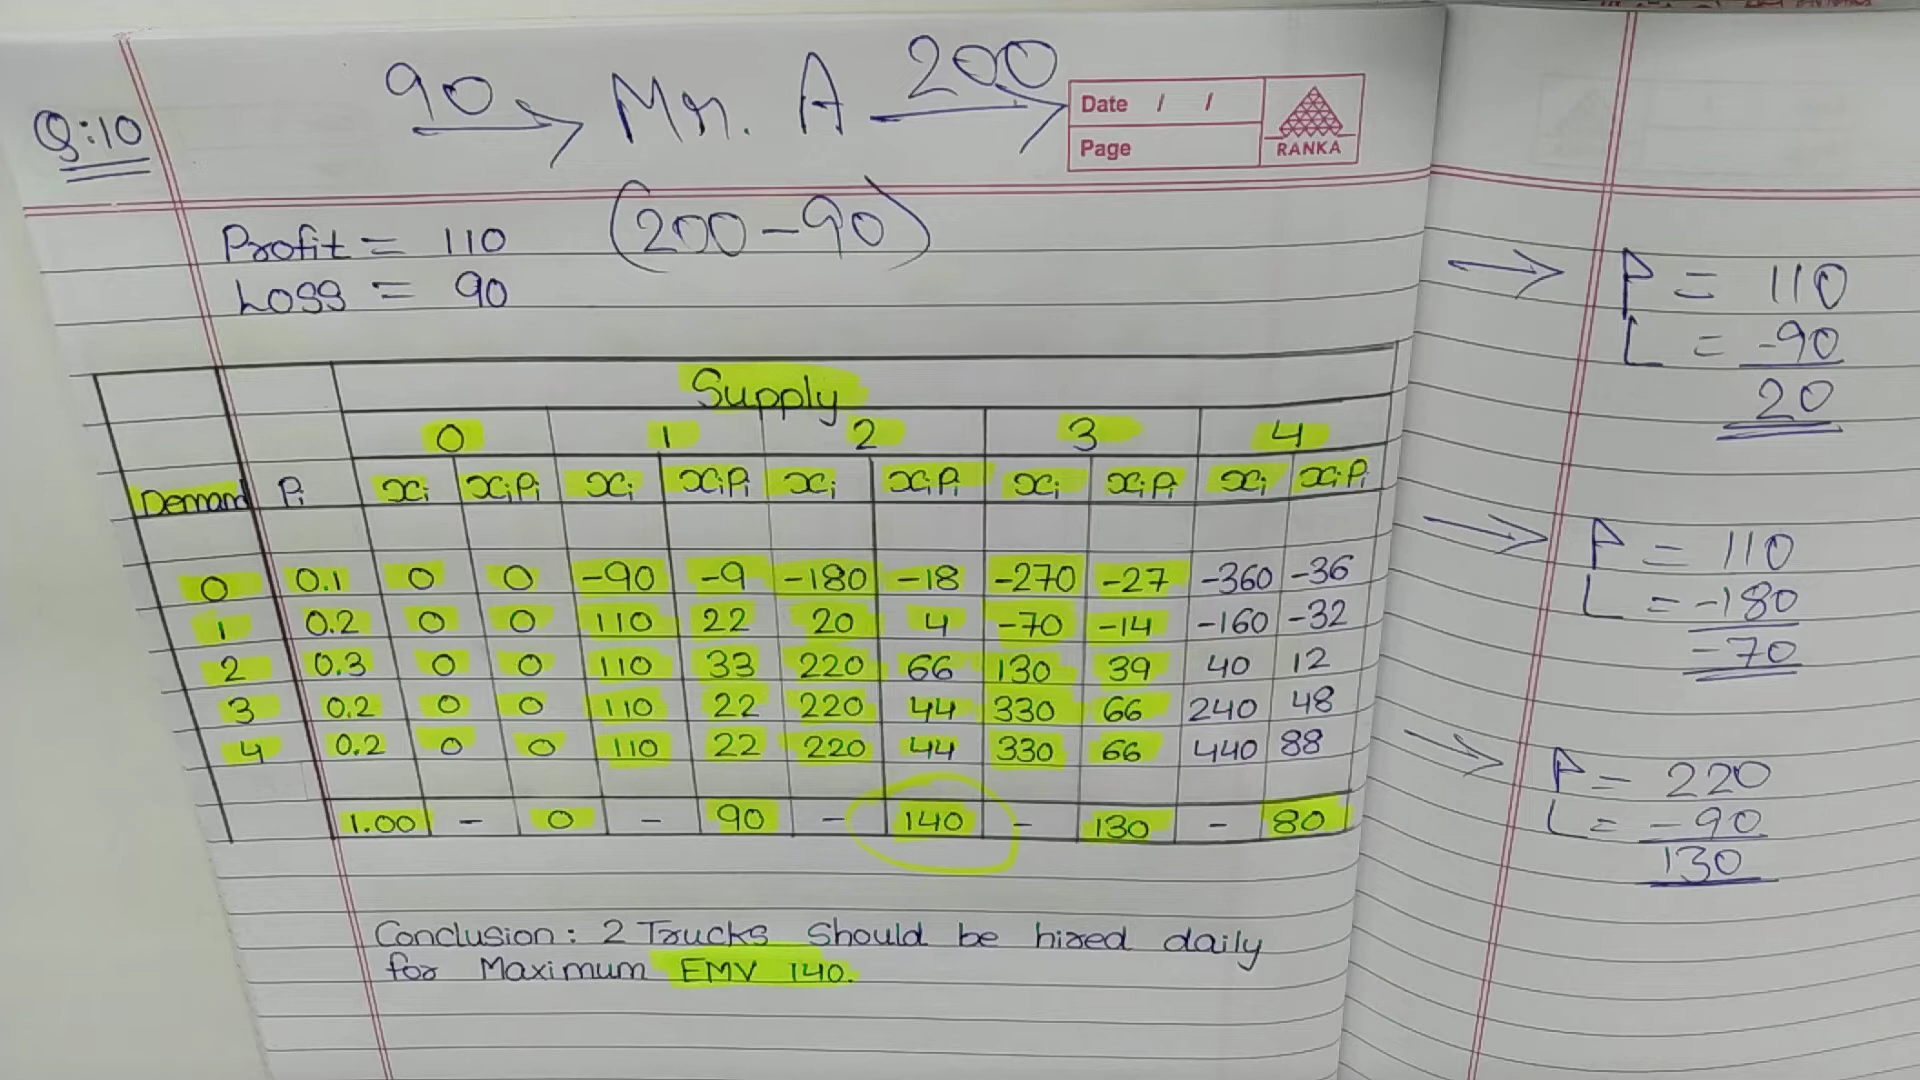 Q:10
90 → Mr. A 200 →
Date / /
Page
RANKA
Profit = 110 (200-90)
Loss = 90
Supply
0 1 2 3 4
Demand Pi xi xiPi xi xiPi xi xiPi xi xiPi xi xiPi
0 0.1 0 0 -90 -9 -180 -18 -270 -27 -360 -36
1 0.2 0 0 110 22 20 4 -70 -14 -160 -32
2 0.3 0 0 110 33 220 66 130 39 40 12
3 0.2 0 0 110 22 220 44 330 66 240 48
4 0.2 0 0 110 22 220 44 330 66 440 88
1.00 - 0 - 90 - 140 - 130 - 80
Conclusion: 2 Trucks should be hired daily
for Maximum EMV 140.
→ P = 110
L = -90
20
→ P = 110
L = -180
-70
→ P = 220
L = -90
130